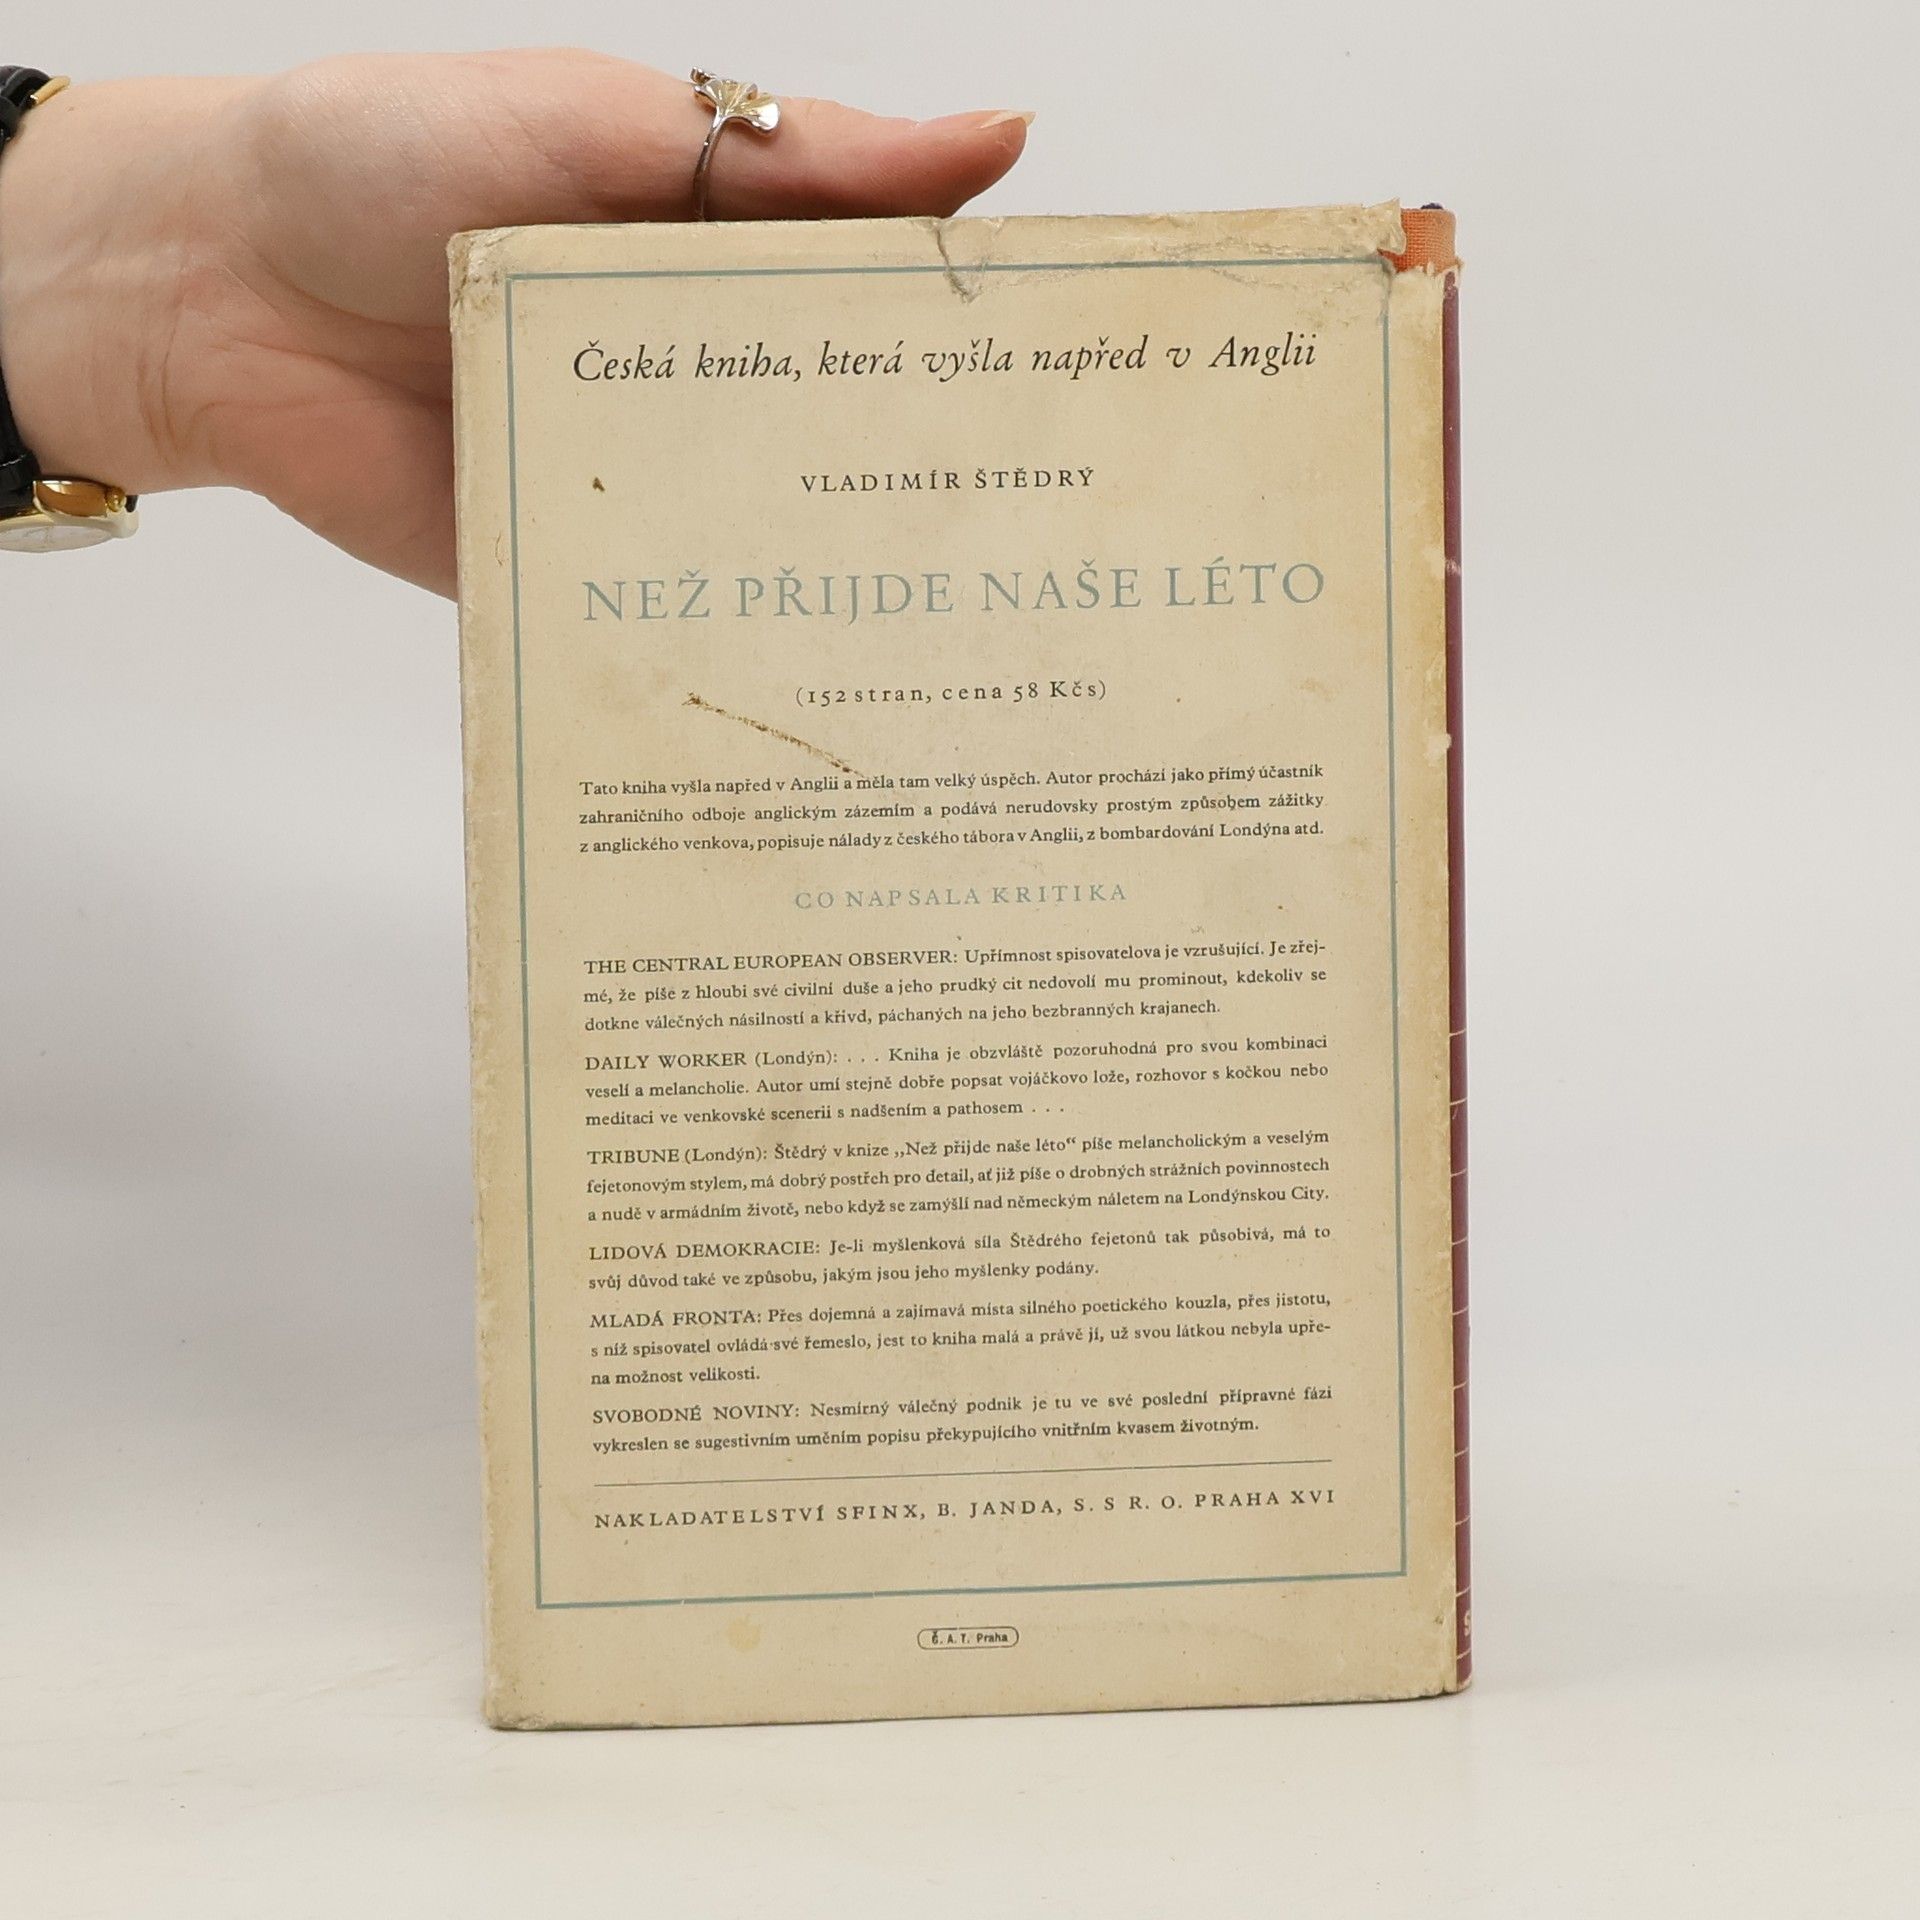 Česká kniha, která vyšla napřed v Anglii
VLADIMÍR ŠTĚDRÝ
NEŽ PŘIJDE NAŠE LÉTO
(152 stran, cena 58 Kčs)
Tato kniha vyšla napřed v Anglii a měla tam velký úspěch. Autor prochází jako přímý účastník
zahraničního odboje anglickým zázemím a podává nerudovsky prostým způsobem zážitky
z anglického venkova, popisuje nálady z českého tábora v Anglii, z bombardování Londýna atd.
CO NAPSALA KRITIKA
THE CENTRAL EUROPEAN OBSERVER: Upřímnost spisovatelova je vzrušující. Je zřej-
mé, že píše z hloubi své civilní duše a jeho prudký cit nedovolí mu prominout, kdekoliv se
dotkne válečných násilností a křivd, páchaných na jeho bezbranných krajanech.
DAILY WORKER (Londýn): . . . Kniha je obzvláště pozoruhodná pro svou kombinaci
veselí a melancholie. Autor umí stejně dobře popsat vojáčkovo lože, rozhovor s kočkou nebo
meditaci ve venkovské scenerii s nadšením a pathosem . . .
TRIBUNE (Londýn): Štědrý v knize „Než přijde naše léto“ píše melancholickým a veselým
fejetonovým stylem, má dobrý postřeh pro detail, ať již píše o drobných strážních povinnostech
a nudě v armádním životě, nebo když se zamýšlí nad německým náletem na Londýnskou City.
LIDOVÁ DEMOKRACIE: Je-li myšlenková síla Štědrého fejetonů tak působivá, má to
svůj důvod také ve způsobu, jakým jsou jeho myšlenky podány.
MLADÁ FRONTA: Přes dojemná a zajímavá místa silného poetického kouzla, přes jistotu,
s níž spisovatel ovládá své řemeslo, jest to kniha malá a právě jí, už svou látkou nebyla upře-
na možnost velikosti.
SVOBODNÉ NOVINY: Nesmírný válečný podnik je tu ve své poslední přípravné fázi
vykreslen se sugestivním uměním popisu překypujícího vnitřním kvasem životným.
NAKLADATELSTVÍ SFINX, B. JANDA, S. S R. O. PRAHA XVI
Č. A. T. Praha